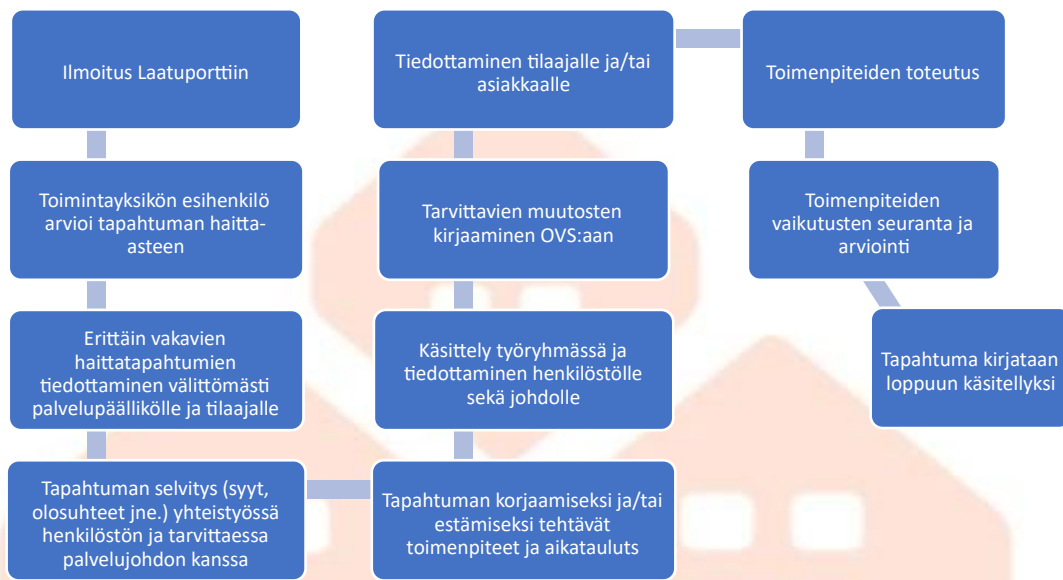 Ilmoitus Laatuporttiin
Toimintayksikön esihenkilö
arvioi tapahtuman haitta-
asteen
Erittäin vakavien
haittatapahtumien
tiedottaminen välittömästi
palvelupäällikölle ja tilaajalle
Tapahtuman selvitys (syyt,
olosuhteet jne.) yhteistyössä
henkilöstön ja tarvittaessa
palvelujohdon kanssa
Tapahtuman korjaamiseksi ja/tai
estämiseksi tehtävät
toimenpiteet ja aikatauluts
Käsittely työryhmässä ja
tiedottaminen henkilöstölle
sekä johdolle
Tarvittavien muutosten
kirjaaminen OVS:aan
Tiedottaminen tilaajalle ja/tai
asiakkaalle
Toimenpiteiden toteutus
Toimenpiteiden
vaikutusten seuranta ja
arviointi
Tapahtuma kirjataan
loppuun käsitellyksi